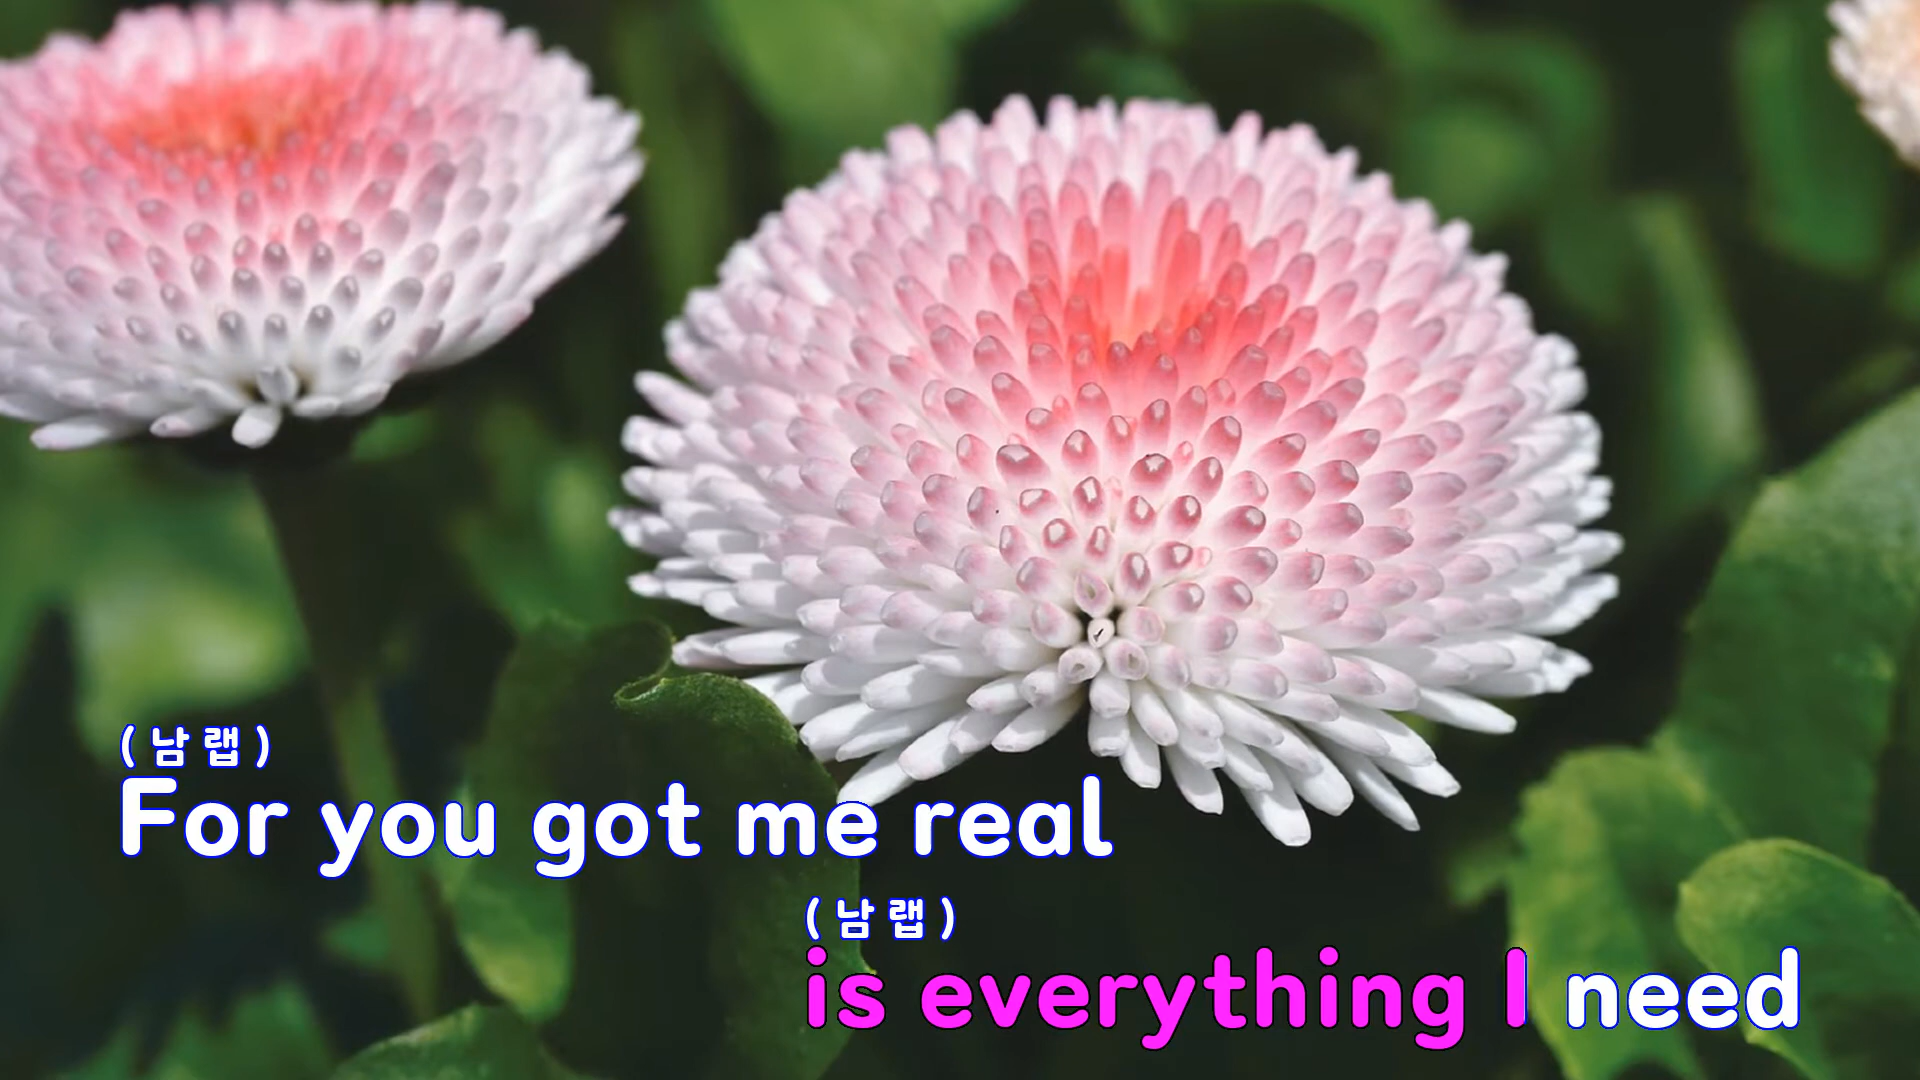 ( 남 랩 )
For you got me real
( 남 랩 )
is everything I need